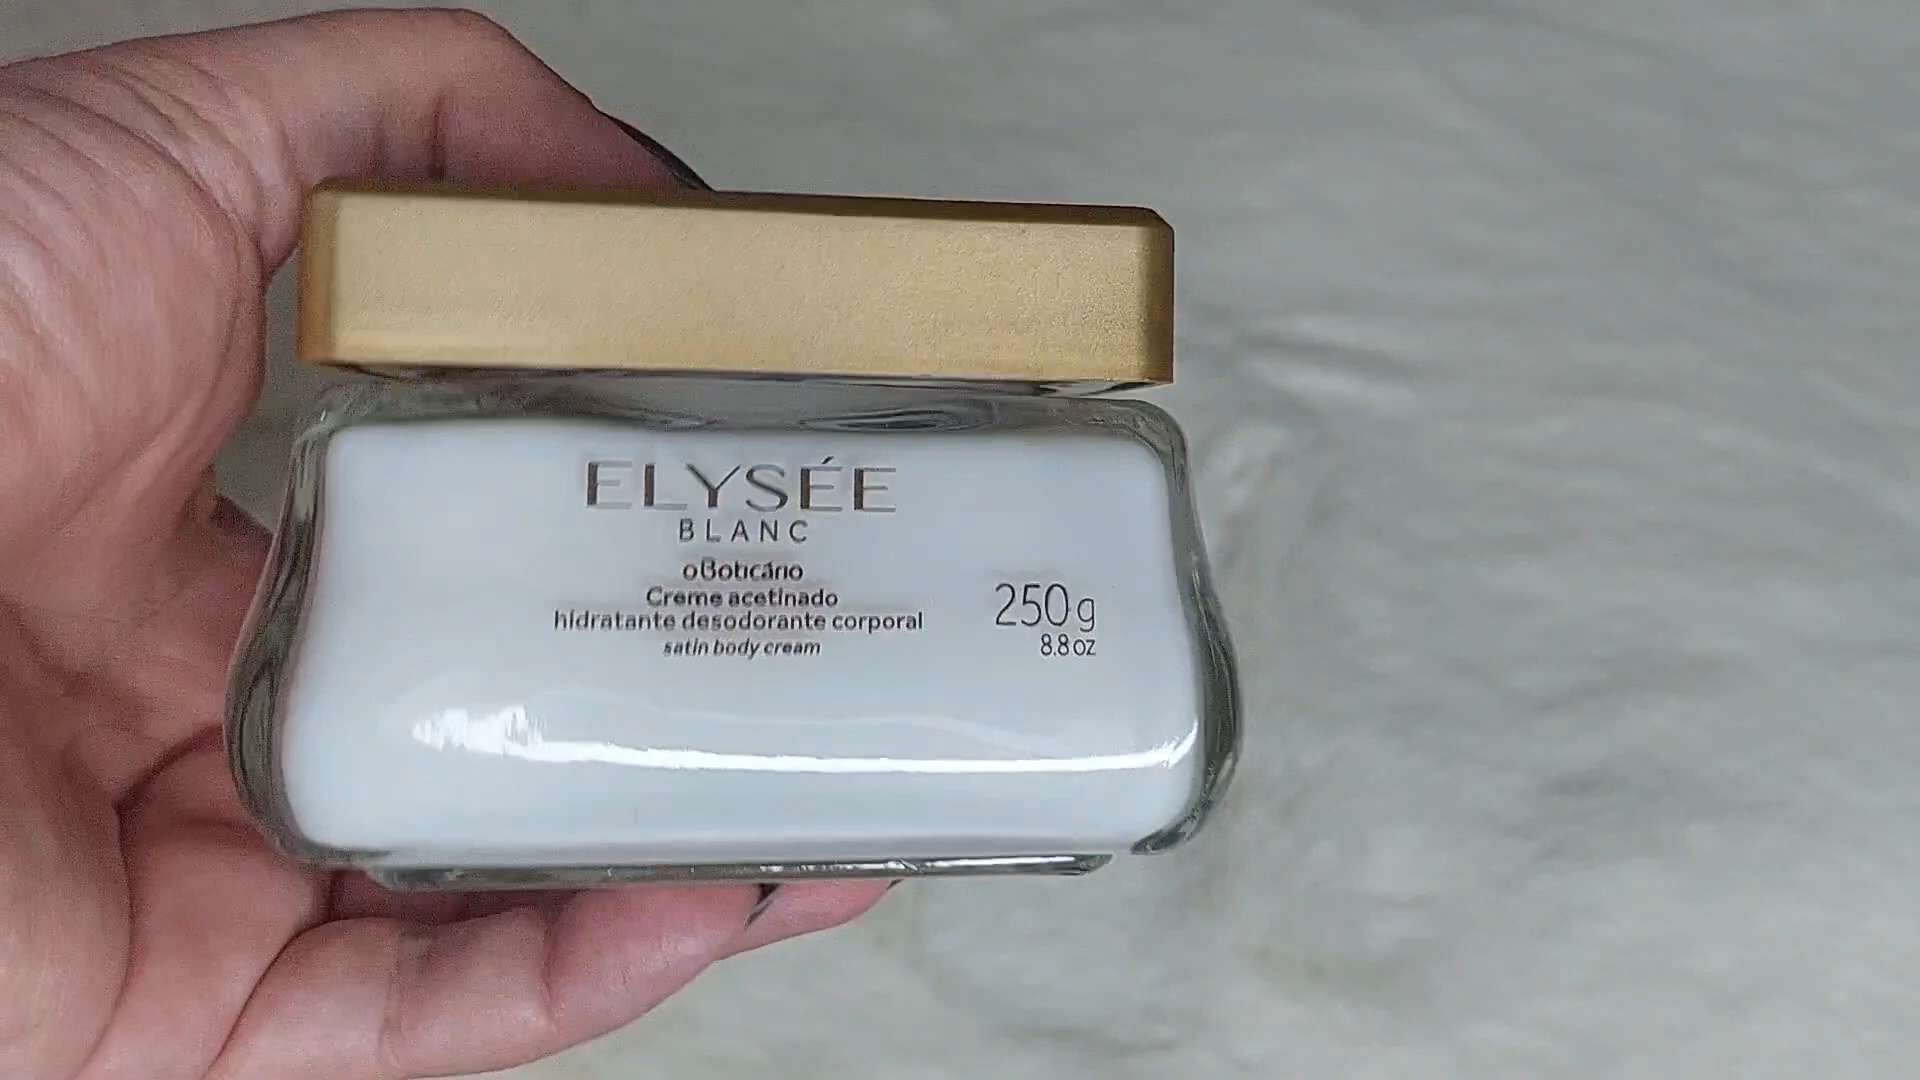 ELYSÉE
BLANC
oBoticário
Creme acetinado
hidratante desodorante corporal
satin body cream
250g
8.8 oz